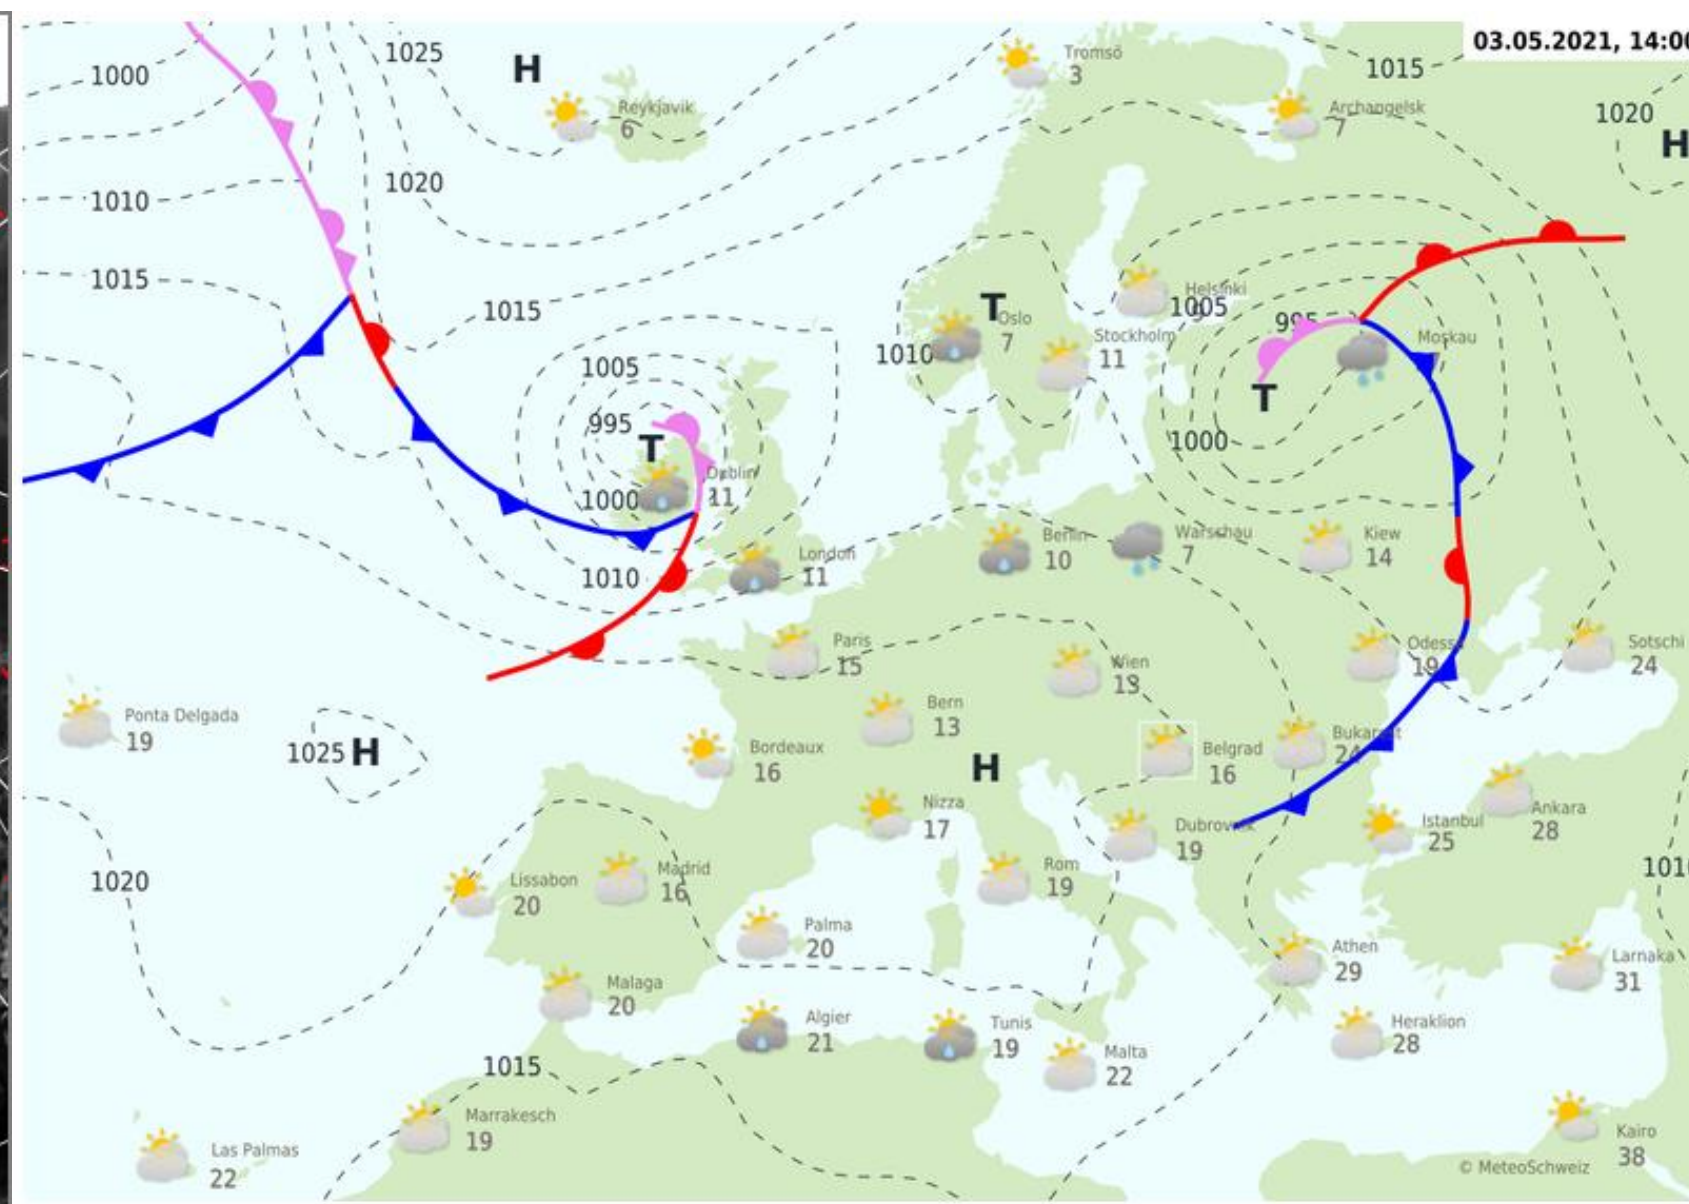 03.05.2021, 14:00
1025
H
Tromsö
3
1015
1000
Reykjavik
6
Archangelsk
7
1020
H
1020
1010
1015
1015
T
Oslo
7
Helsinki
1005
995
Stockholm
11
1010
Moskau
7
1005
995
T
T
1000
Dublin
11
1000
London
11
1010
Berlin
10
Warschau
7
Kiew
14
Paris
15
Wien
13
Odessa
19
Sotschi
24
Ponta Delgada
19
1025 H
Bern
13
Bordeaux
16
H
Belgrad
16
Bukarest
24
Nizza
17
Dubrovnik
19
Istanbul
25
Ankara
28
1020
Lissabon
20
Madrid
16
Rom
19
1010
Palma
20
Athen
29
Larnaka
31
Malaga
20
Algier
21
Tunis
19
Malta
22
Heraklion
28
1015
Marrakesch
19
Las Palmas
22
Kairo
38
© MeteoSchweiz